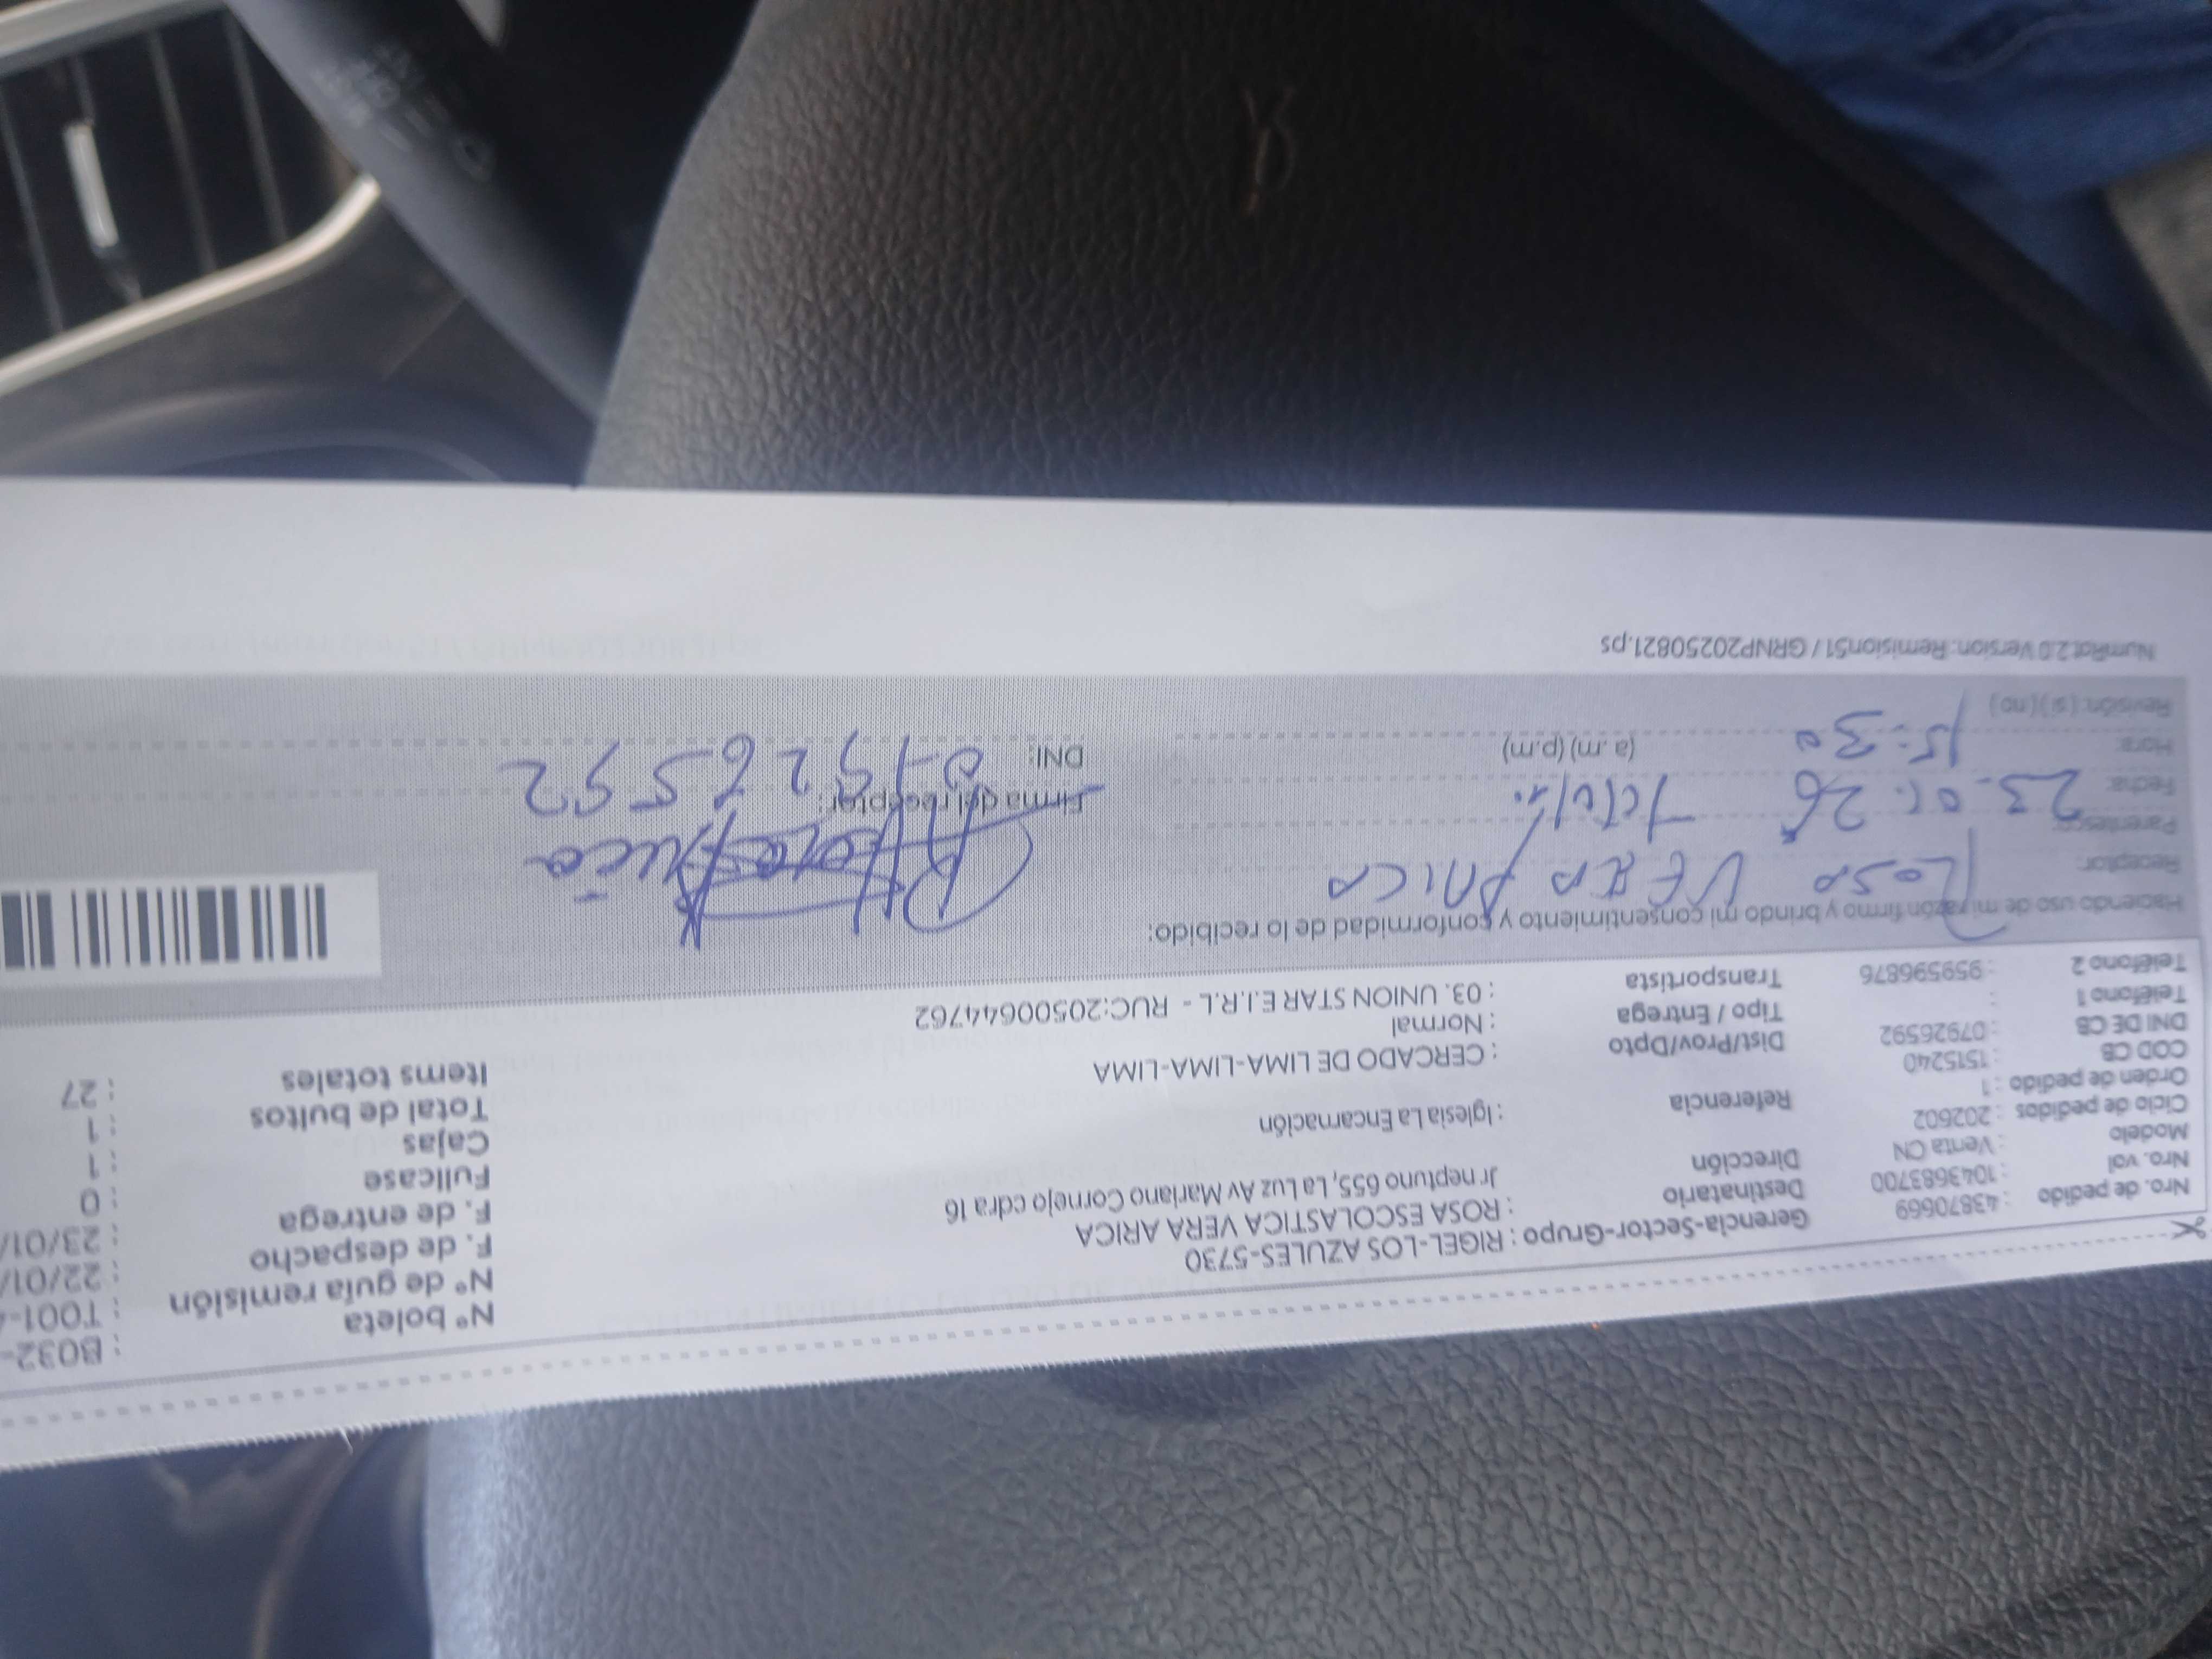 Nro. de pedido : 43870669
Nro. val : 1043683700
Modelo : Venta CN
Ciclo de pedidos : 202602
Orden de pedido : 1
COD CB : 1515240
DNI DE CB : 07926592
Teléfono 1 :
Teléfono 2 : 959596876
Gerencia-Sector-Grupo : RIGEL-LOS AZULES-5730
Destinatario : ROSA ESCOLASTICA VERA ARICA
Dirección Jr neptuno 655, La Luz Av Mariano Cornejo cdra 16
Referencia : Iglesia La Encarnación
Dist/Prov/Dpto : CERCADO DE LIMA-LIMA-LIMA
Tipo / Entrega : Normal
Transportista : 03. UNION STAR E.I.R.L - RUC:20500644762
N° boleta : B032-
N° de guía remisión : T001-
F. de despacho : 22/01/
F. de entrega : 23/01/
Fullcase : 0
Cajas : 1
Total de bultos : 1
Items totales : 27
Haciendo uso de mi razón firmo y brindo mi consentimiento y conformidad de lo recibido:
Receptor: ROSA VERA ARICA
Parentesco:
Fecha: 23.01.26
Hora: 15:30 (a.m) (p.m)
Revisión: (si) (no)
Firma del receptor:
DNI: 07926592
NumRot 2.0 Version: Remision51 / GRNP20250821.ps